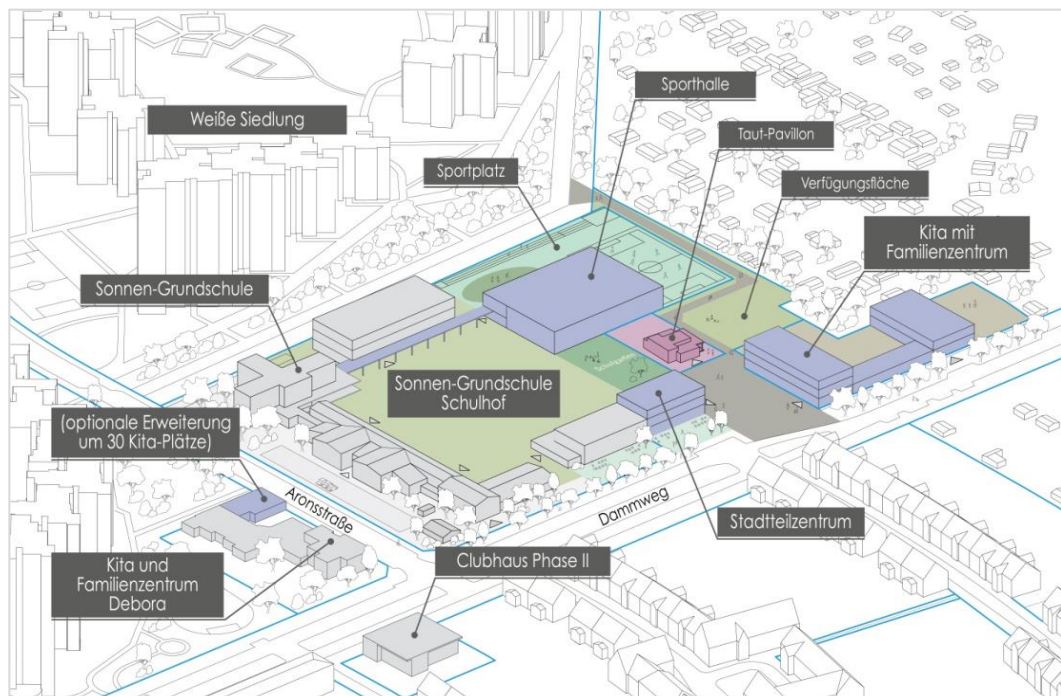 Sporthalle
Weiße Siedlung
Taut-Pavillon
Sportplatz
Verfügungsfläche
Kita mit
Familienzentrum
Sonnen-Grundschule
Schulgarten
Sonnen-Grundschule
Schulhof
(optionale Erweiterung
um 30 Kita-Plätze)
Aronsstraße
Dammweg
Stadtteilzentrum
Kita und
Familienzentrum
Debora
Clubhaus Phase II